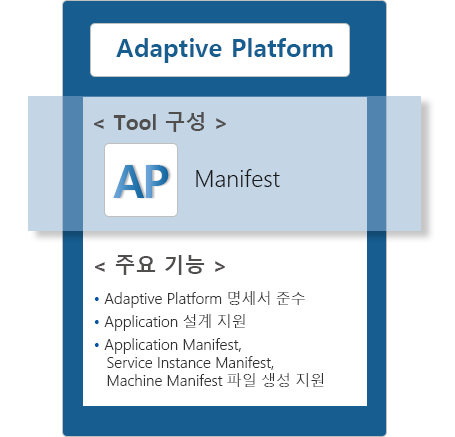 Adaptive Platform
< Tool 구성 >
AP Manifest
< 주요 기능 >
• Adaptive Platform 명세서 준수
• Application 설계 지원
• Application Manifest,
Service Instance Manifest,
Machine Manifest 파일 생성 지원